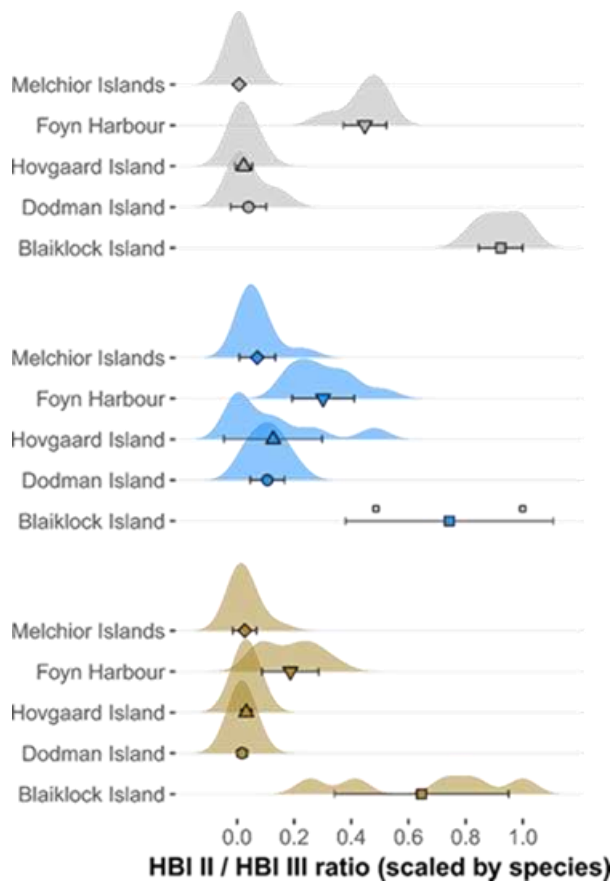 Melchior Islands
Foyn Harbour
Hovgaard Island
Dodman Island
Blaiklock Island
Melchior Islands
Foyn Harbour
Hovgaard Island
Dodman Island
Blaiklock Island
Melchior Islands
Foyn Harbour
Hovgaard Island
Dodman Island
Blaiklock Island
0.0 0.2 0.4 0.6 0.8 1.0
HBI II / HBI III ratio (scaled by species)